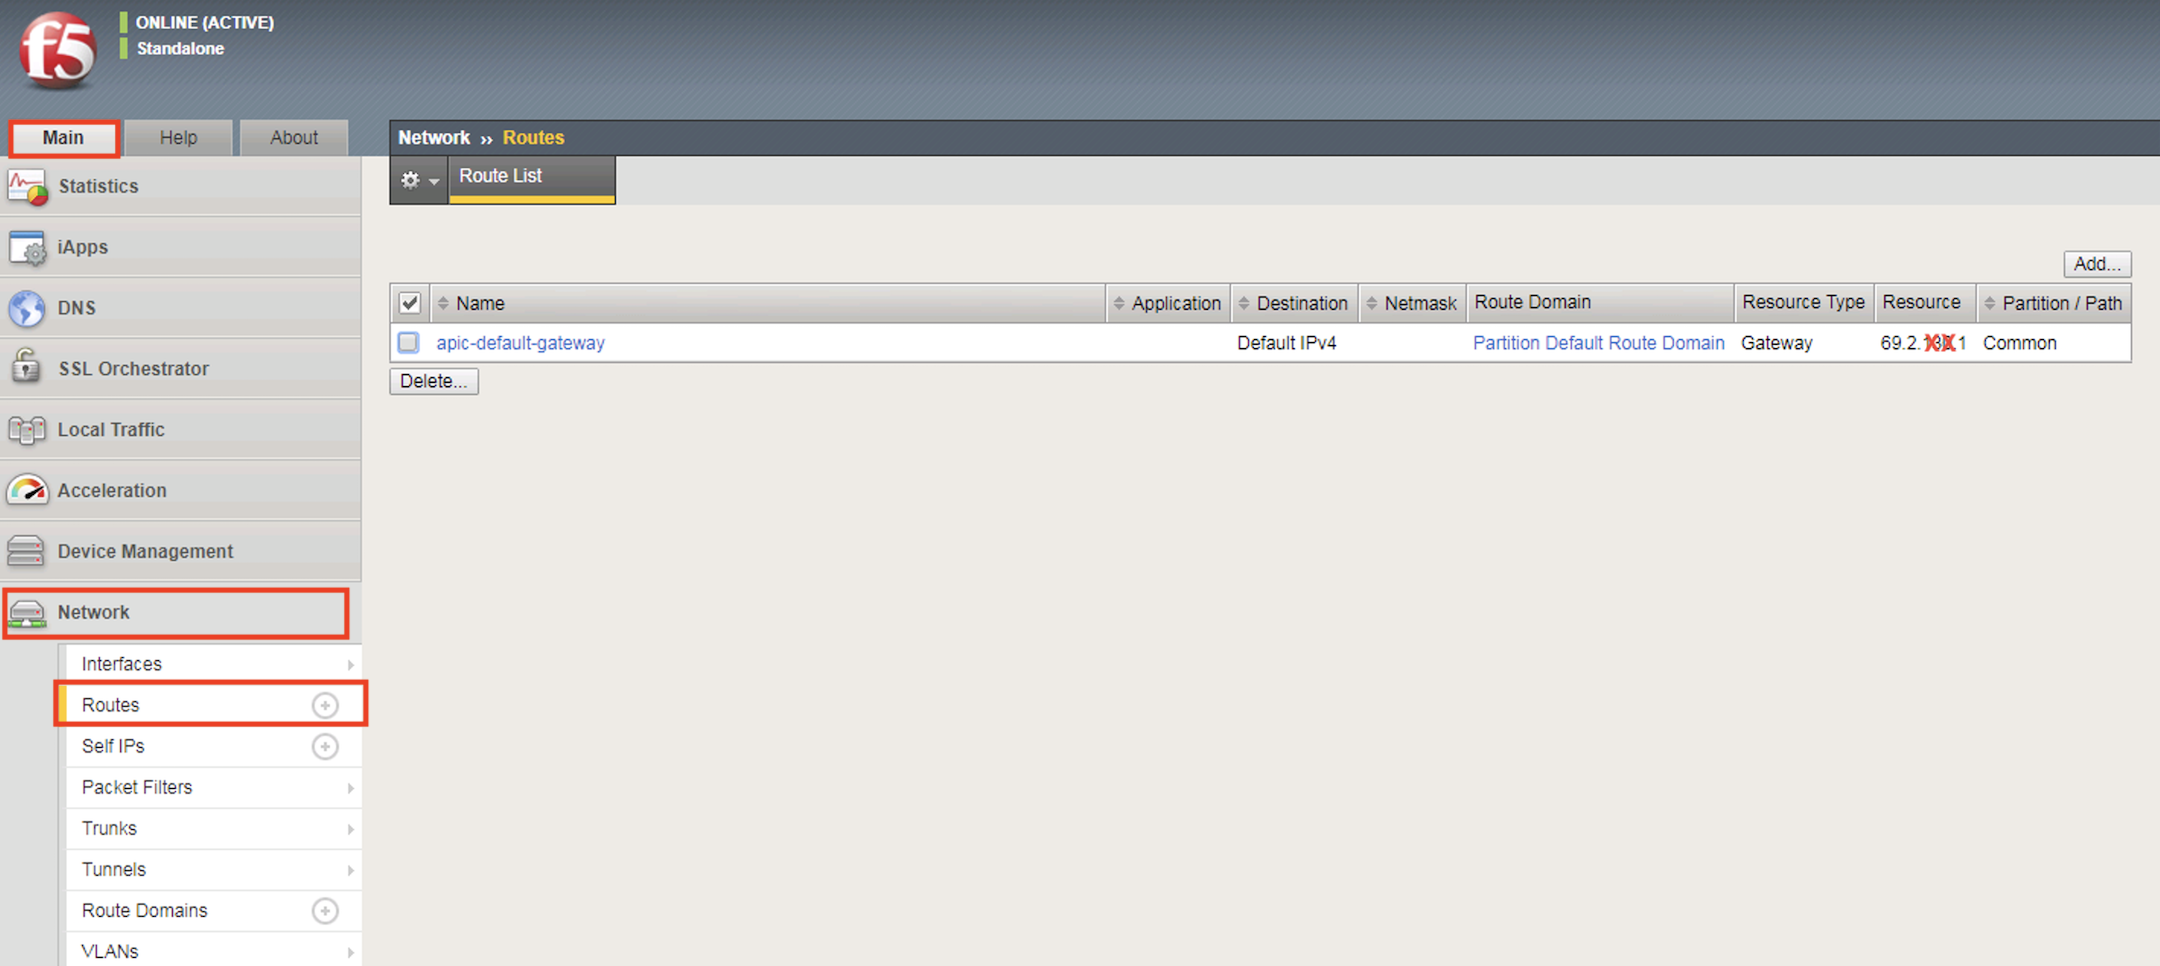 f5
ONLINE (ACTIVE)
Standalone
Main
Help
About
Network » Routes
Route List
Statistics
iApps
DNS
SSL Orchestrator
Local Traffic
Acceleration
Device Management
Network
Interfaces
Routes
Self IPs
Packet Filters
Trunks
Tunnels
Route Domains
VLANs
Add...
Name Application Destination Netmask Route Domain Resource Type Resource Partition / Path
apic-default-gateway Default IPv4 Partition Default Route Domain Gateway 69.2.XX.1 Common
Delete...